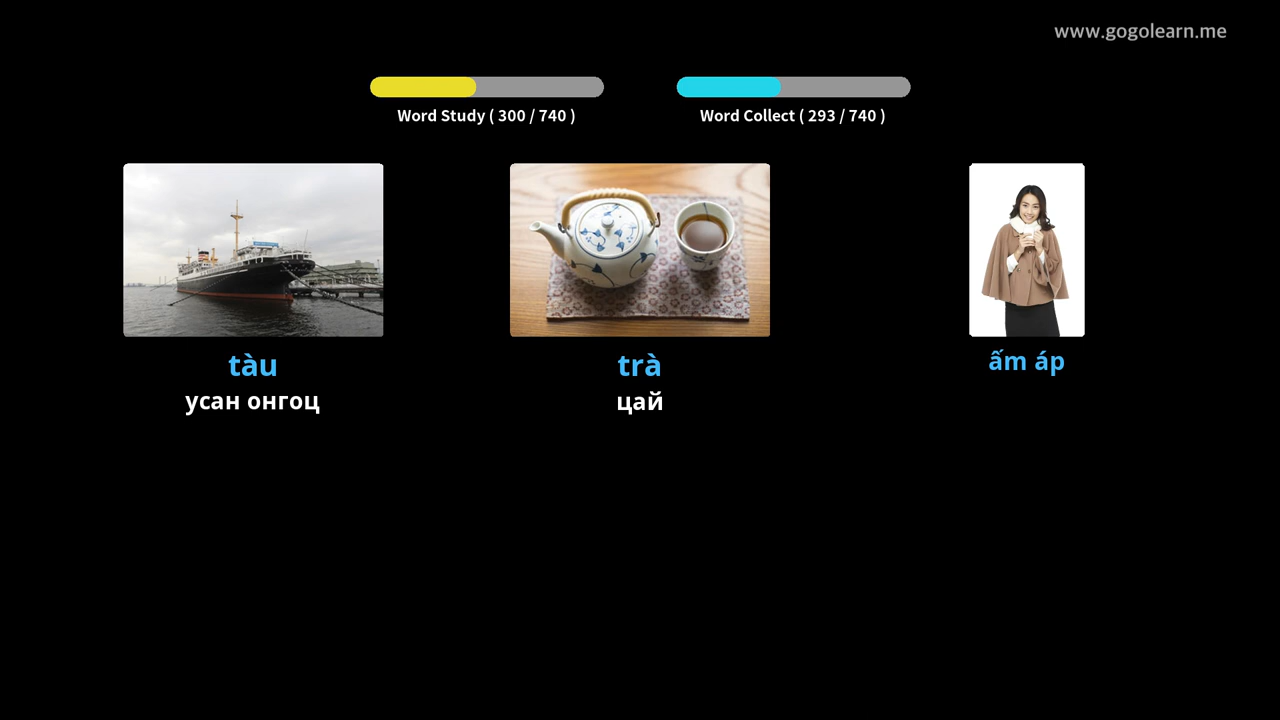 www.gogolearn.me
Word Study ( 300 / 740 )
Word Collect ( 293 / 740 )
tàu
усан онгоц
trà
цай
ấm áp